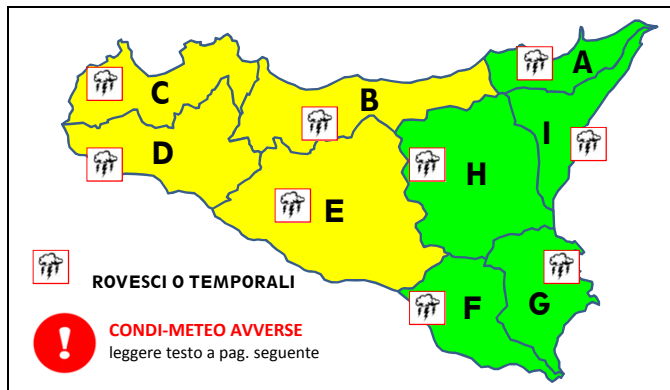 A
C
B
I
D
H
E
ROVESCI O TEMPORALI
F
G
CONDI-METEO AVVERSE
leggere testo a pag. seguente